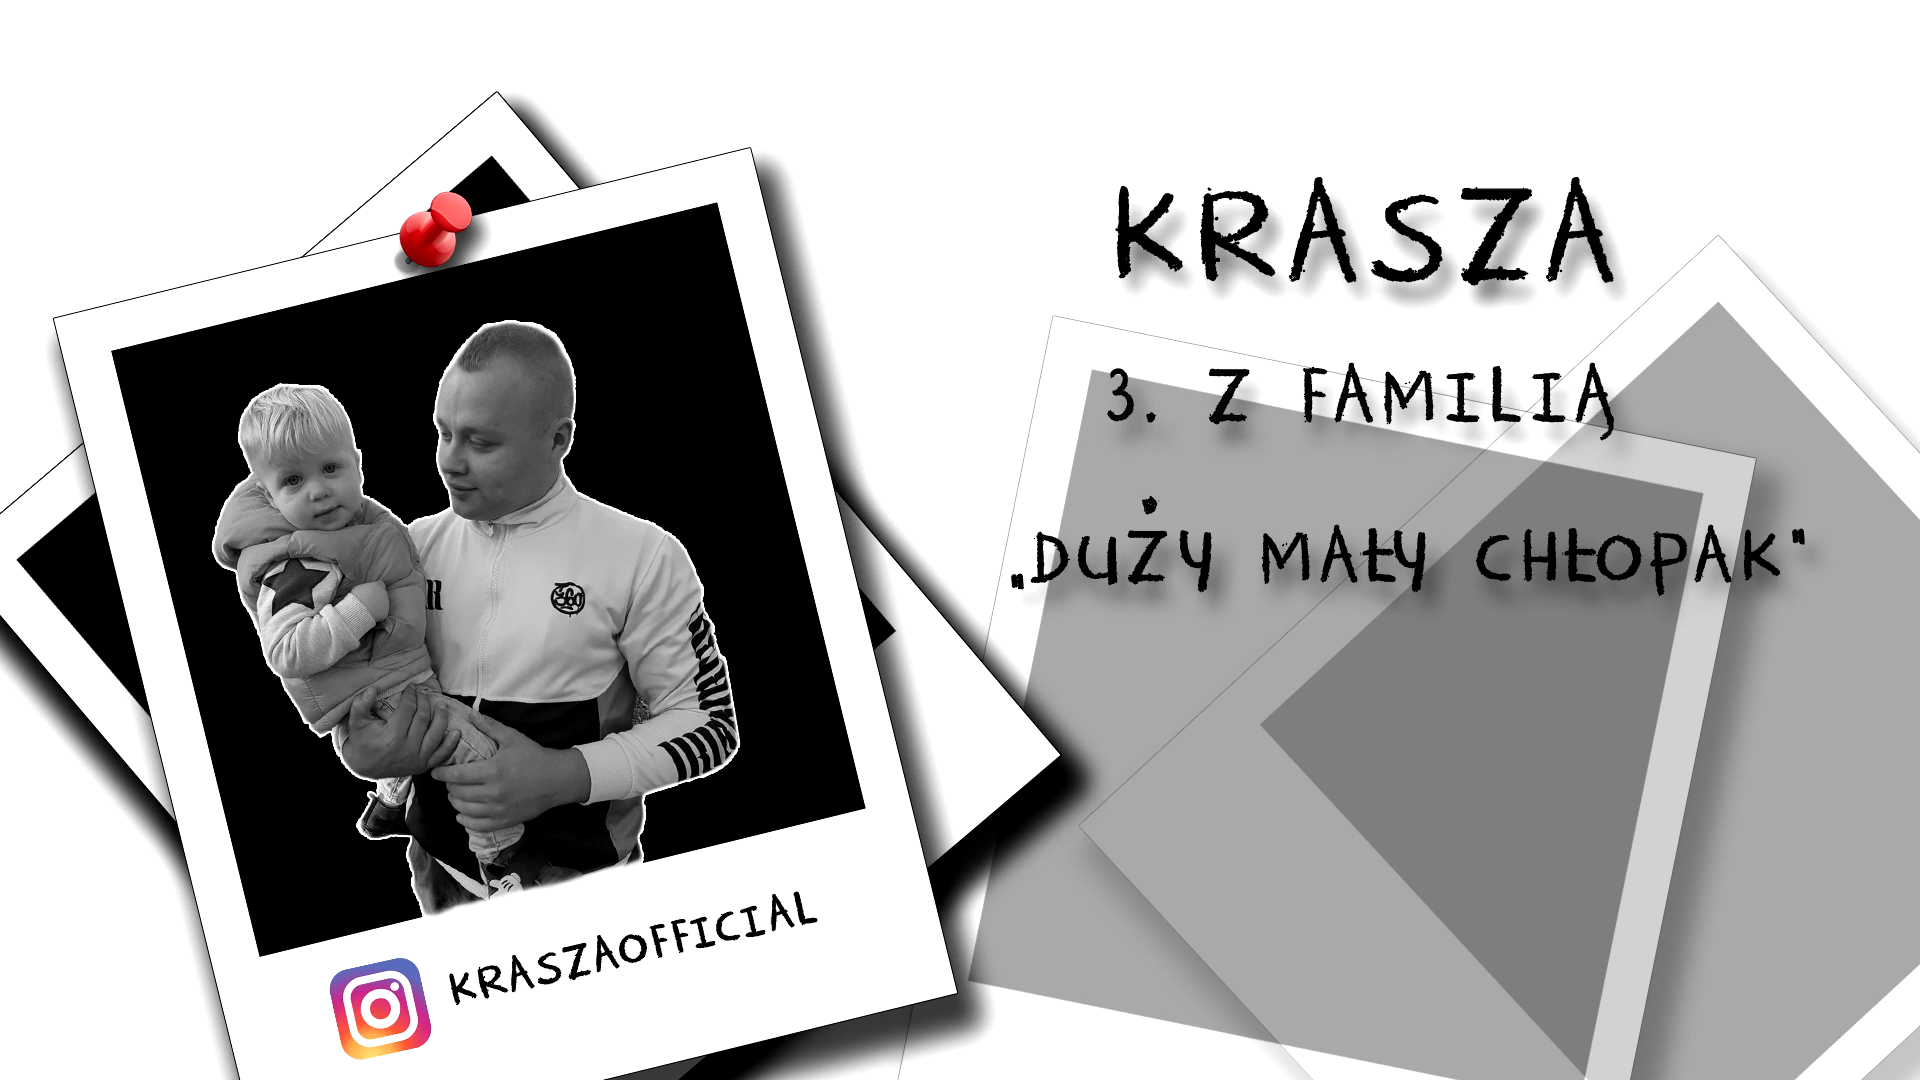 KRASZA
3. Z FAMILIĄ
„DUŻY MAŁY CHŁOPAK"
KRASZAOFFICIAL